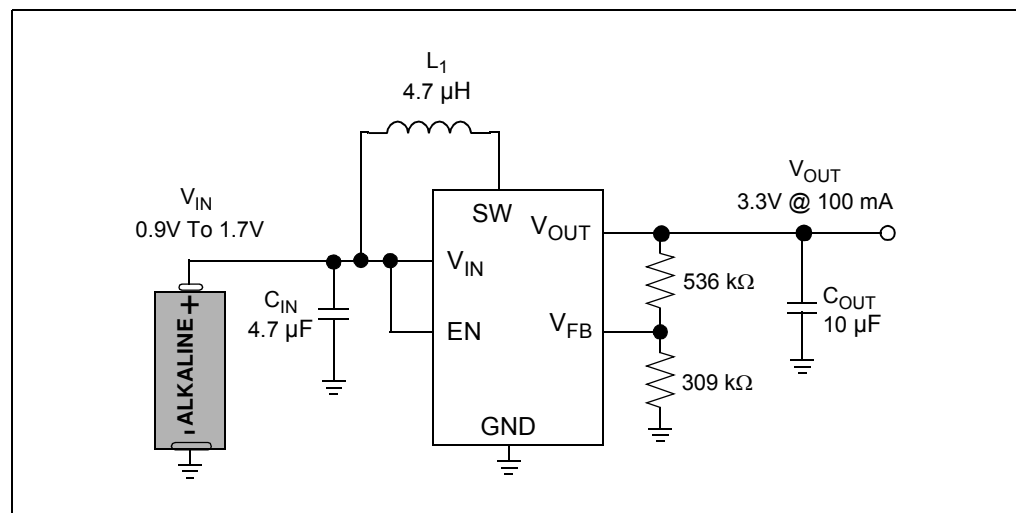 L1
4.7 µH
VIN
0.9V To 1.7V
VOUT
3.3V @ 100 mA
SW
VOUT
VIN
536 kΩ
CIN
4.7 µF
COUT
10 µF
EN
VFB
309 kΩ
GND
- ALKALINE +